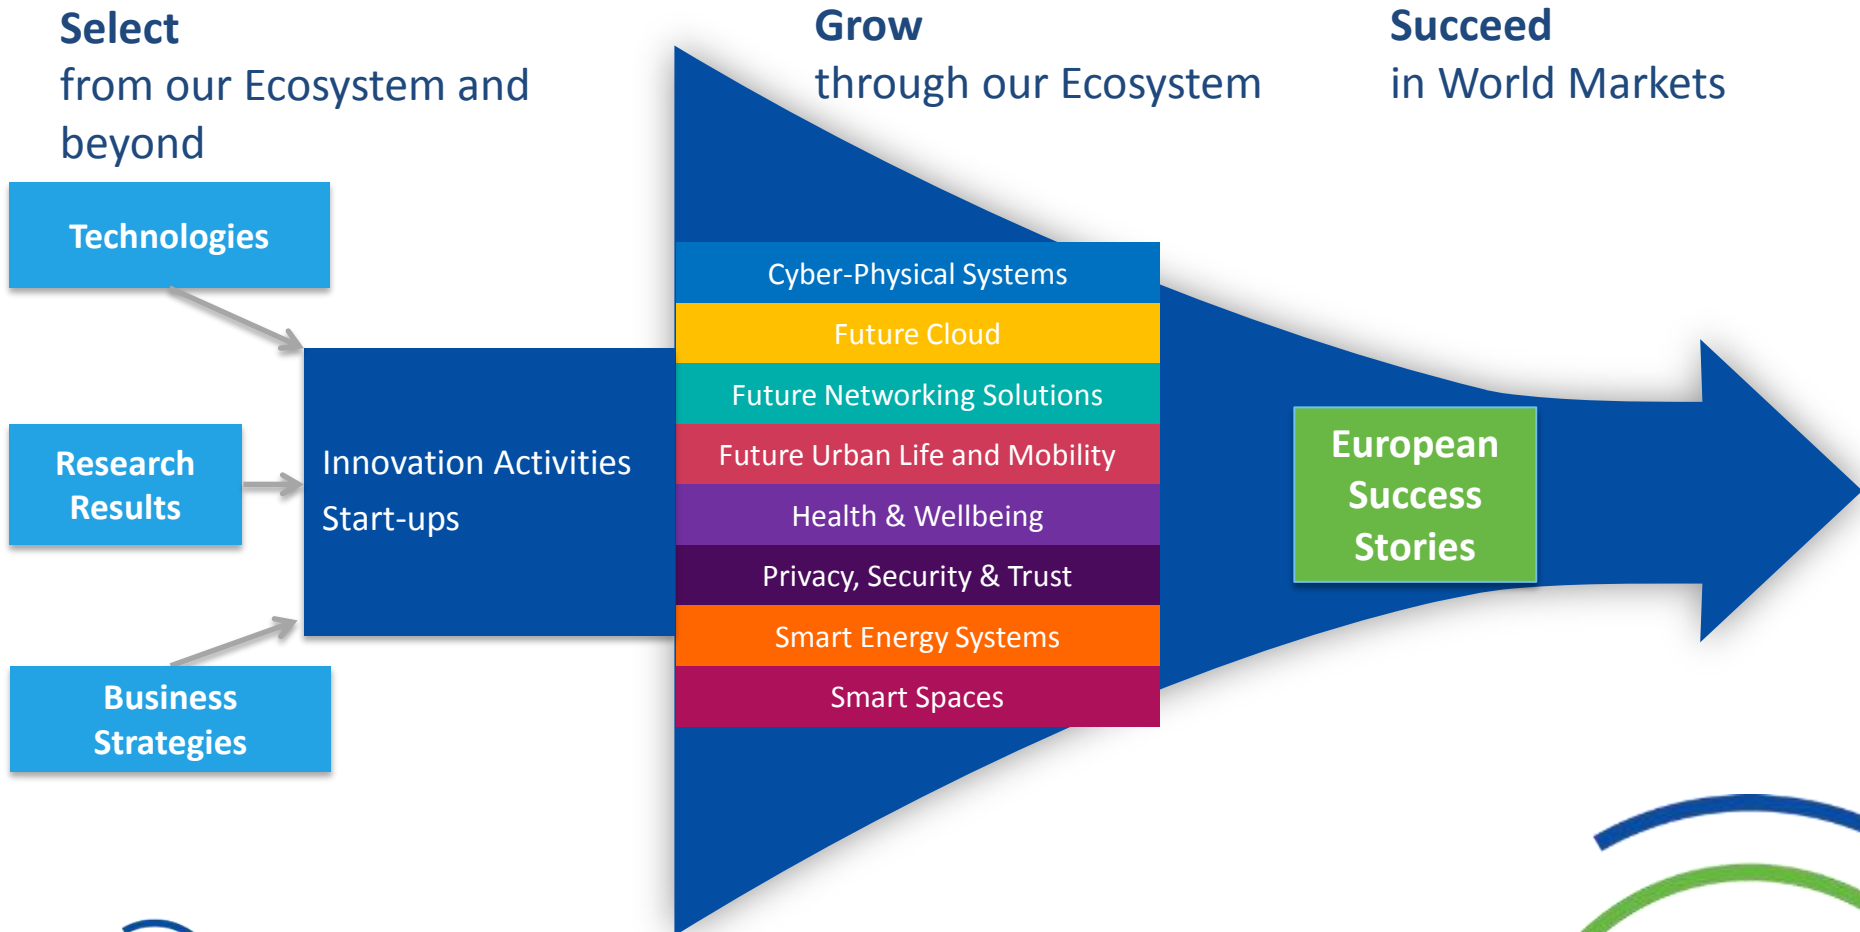 Select
from our Ecosystem and
beyond
Grow
through our Ecosystem
Succeed
in World Markets
Technologies
Research
Results
Business
Strategies
Innovation Activities
Start-ups
Cyber-Physical Systems
Future Cloud
Future Networking Solutions
Future Urban Life and Mobility
Health & Wellbeing
Privacy, Security & Trust
Smart Energy Systems
Smart Spaces
European
Success
Stories